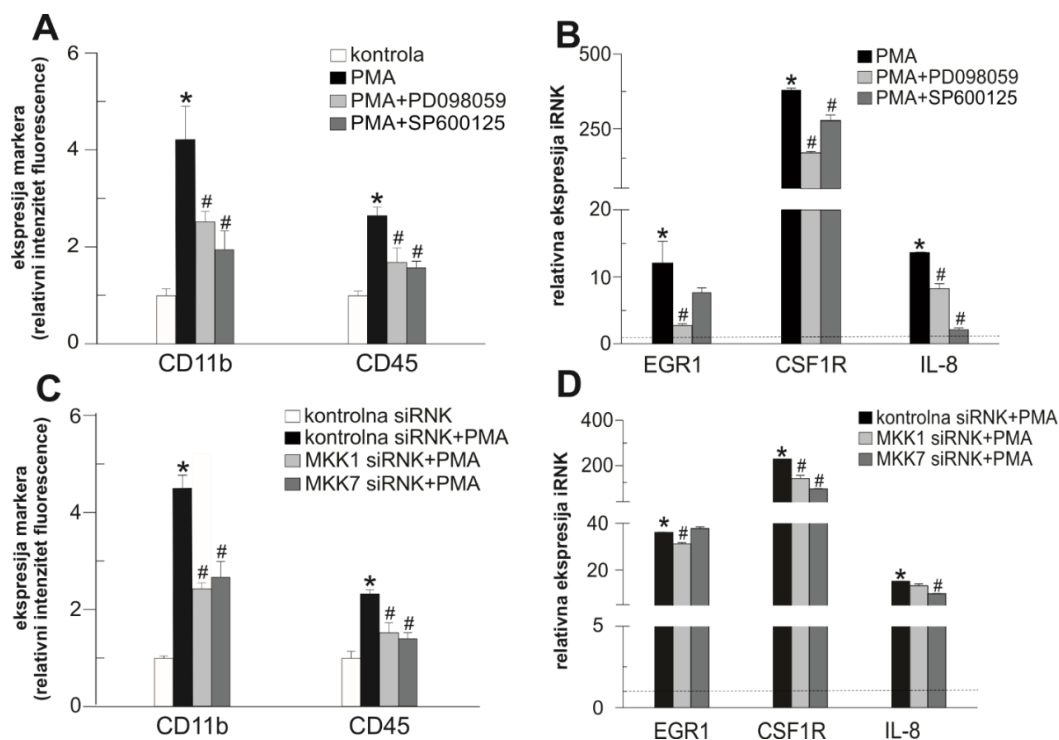 A
ekspresija markera
(relativni intenzitet fluorescence)
6
4
2
0
kontrola
PMA
PMA+PD098059
PMA+SP600125
*
#
#
*
#
#
CD11b
CD45
B
relativna ekspresija iRNK
500
250
20
10
0
PMA
PMA+PD098059
PMA+SP600125
*
#
*
#
#
*
#
#
EGR1
CSF1R
IL-8
C
ekspresija markera
(relativni intenzitet fluorescence)
6
4
2
0
kontrolna siRNK
kontrolna siRNK+PMA
MKK1 siRNK+PMA
MKK7 siRNK+PMA
*
#
#
*
#
#
CD11b
CD45
D
relativna ekspresija iRNK
400
200
40
20
5
0
kontrolna siRNK+PMA
MKK1 siRNK+PMA
MKK7 siRNK+PMA
*
#
*
#
#
*
#
EGR1
CSF1R
IL-8